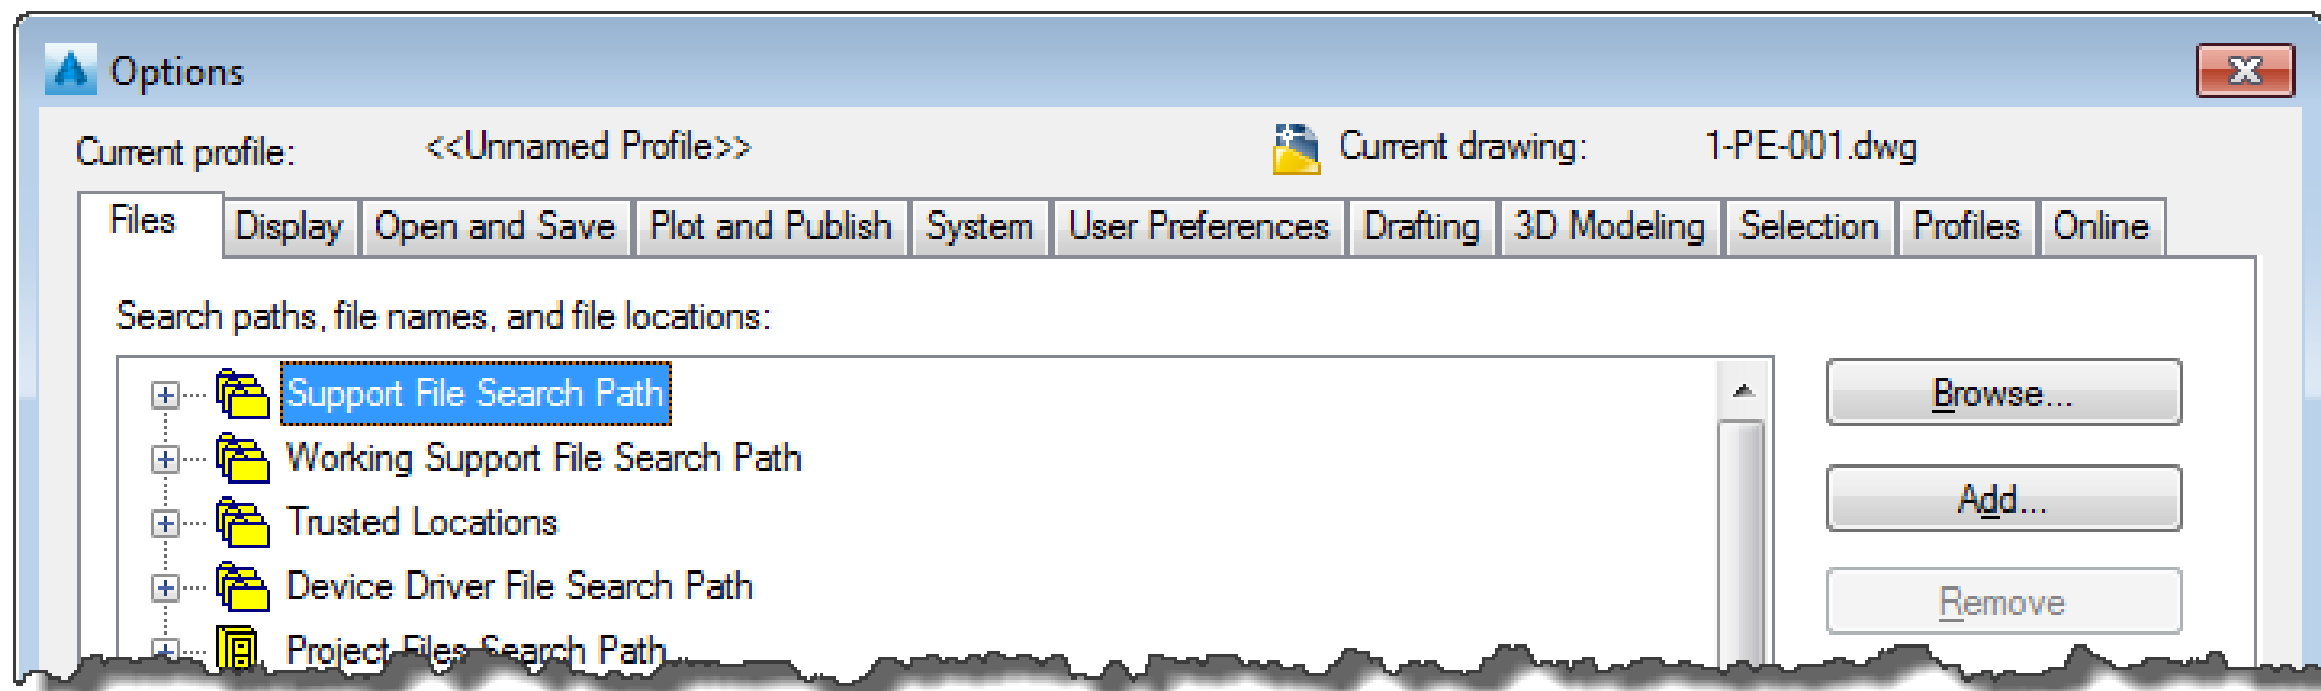 Options
Current profile: <<Unnamed Profile>> Current drawing: 1-PE-001.dwg
Files Display Open and Save Plot and Publish System User Preferences Drafting 3D Modeling Selection Profiles Online
Search paths, file names, and file locations:
Support File Search Path
Browse...
Working Support File Search Path
Add...
Trusted Locations
Device Driver File Search Path
Remove
Project Files Search Path